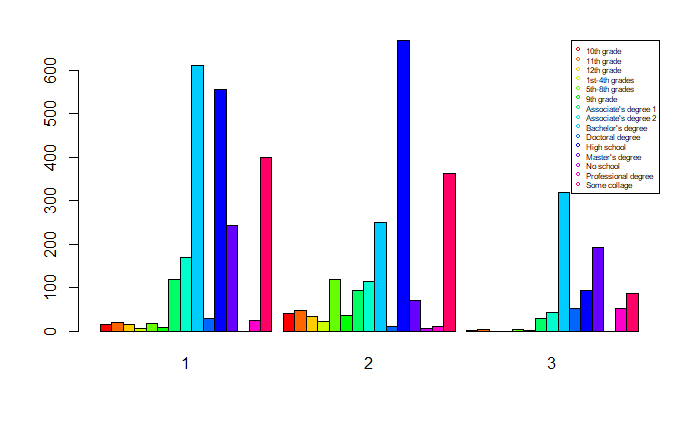 600
500
400
300
200
100
0
1
2
3
10th grade
11th grade
12th grade
1st-4th grades
5th-8th grades
9th grade
Associate's degree 1
Associate's degree 2
Bachelor's degree
Doctoral degree
High school
Master's degree
No school
Professional degree
Some collage